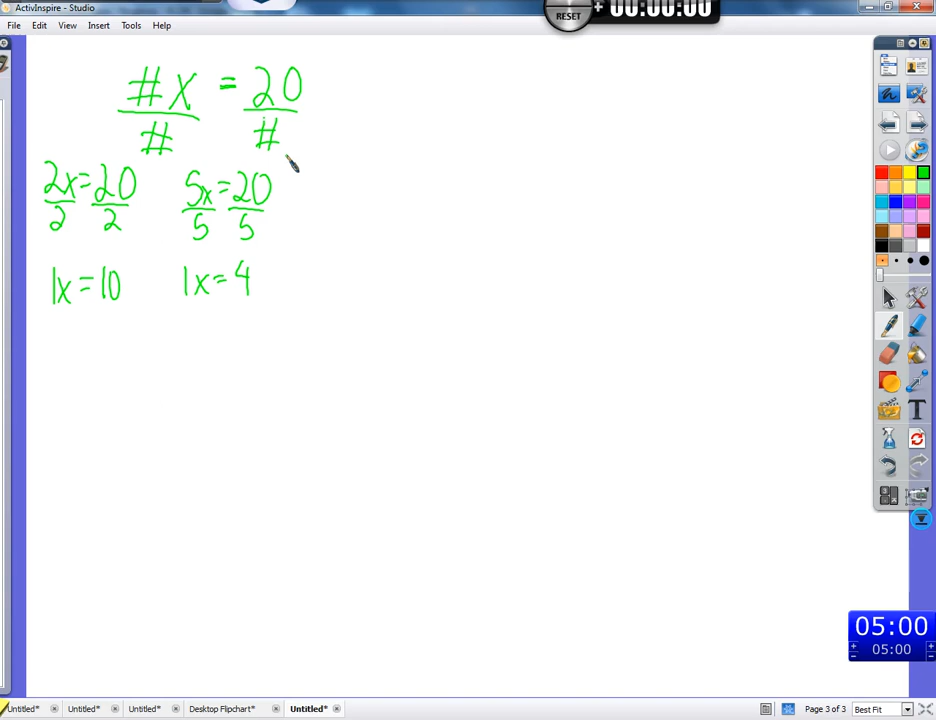 ActivInspire - Studio
RESET
00:00:00
File Edit View Insert Tools Help
#x = 20
# #
2x=20 5x=20
2 2 5 5
1x=10 1x=4
T
05:00
05:00
Untitled* Untitled* Untitled* Desktop Flipchart* Untitled* Page 3 of 3 Best Fit